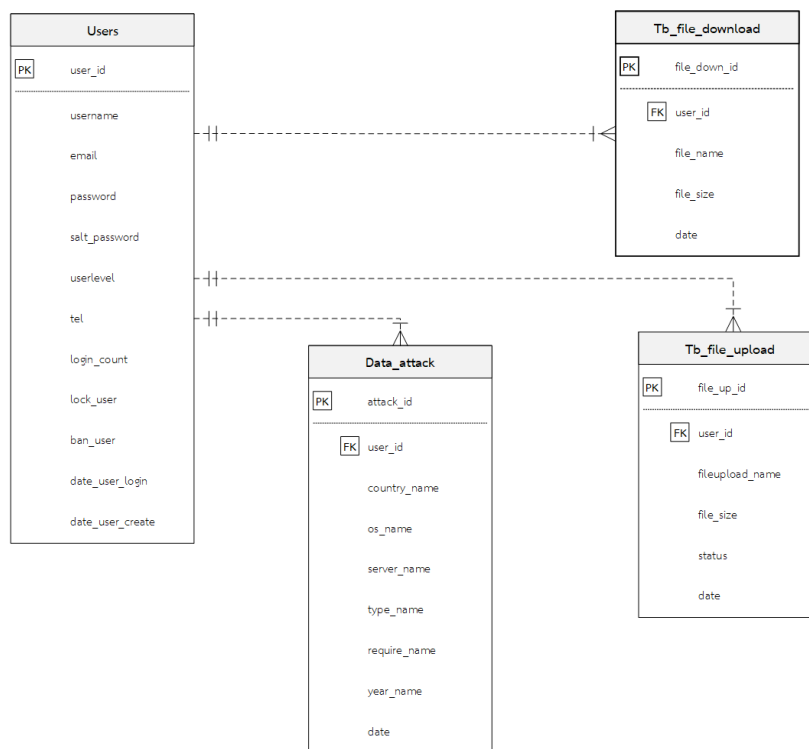 Users
PK user_id
username
email
password
salt_password
userlevel
tel
login_count
lock_user
ban_user
date_user_login
date_user_create
Tb_file_download
PK file_down_id
FK user_id
file_name
file_size
date
Data_attack
PK attack_id
FK user_id
country_name
os_name
server_name
type_name
require_name
year_name
date
Tb_file_upload
PK file_up_id
FK user_id
fileupload_name
file_size
status
date